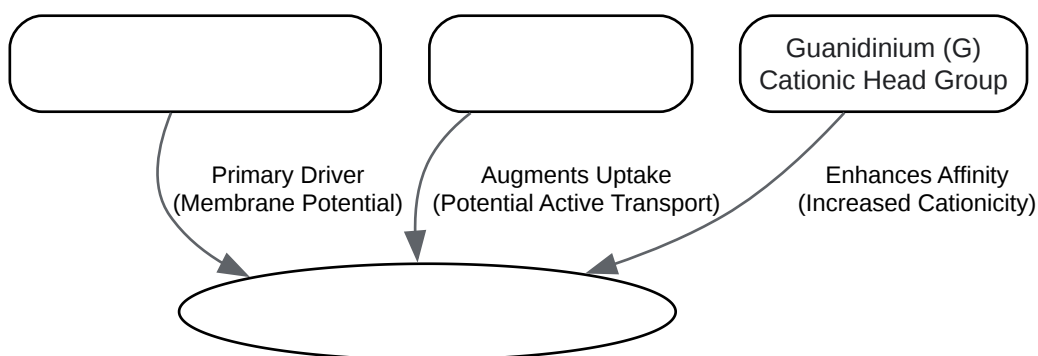 Guanidinium (G)
Cationic Head Group
Primary Driver
(Membrane Potential)
Augments Uptake
(Potential Active Transport)
Enhances Affinity
(Increased Cationicity)